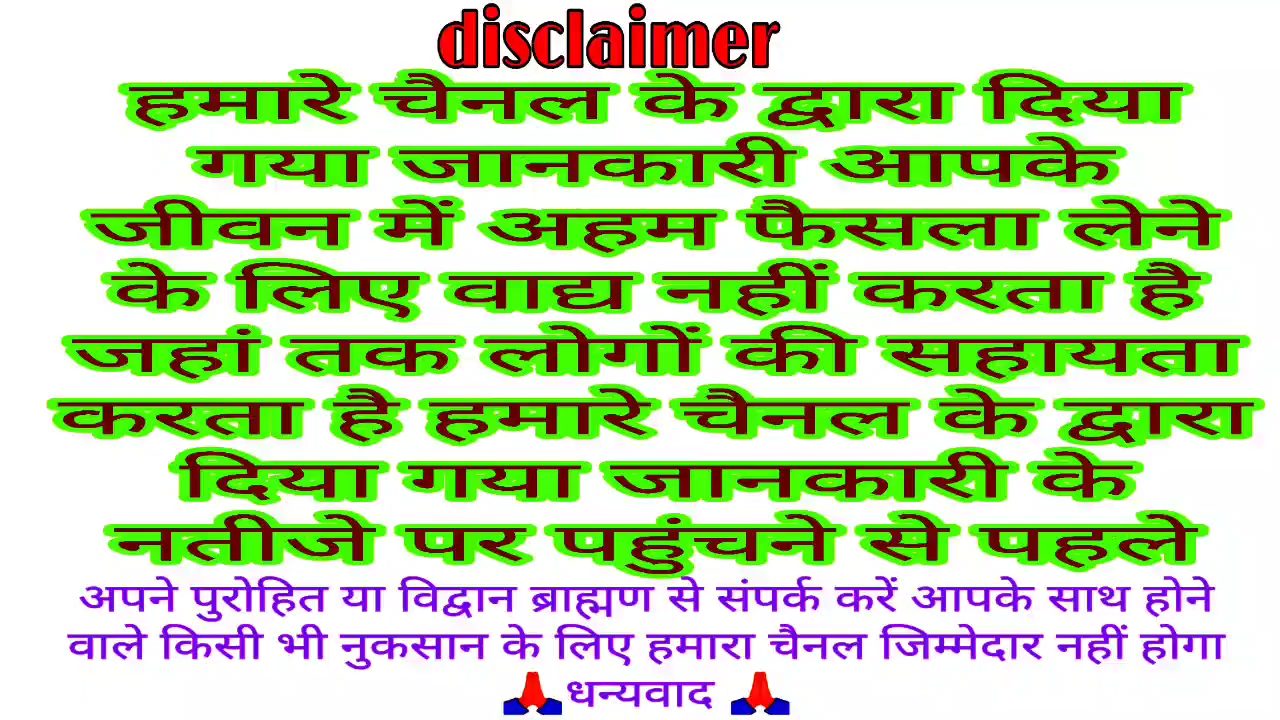 disclaimer
हमारे चैनल के द्वारा दिया
गया जानकारी आपके
जीवन में अहम फैसला लेने
के लिए वाद्य नहीं करता है
जहां तक लोगों की सहायता
करता है हमारे चैनल के द्वारा
दिया गया जानकारी के
नतीजे पर पहुंचने से पहले
अपने पुरोहित या विद्वान ब्राह्मण से संपर्क करें आपके साथ होने
वाले किसी भी नुकसान के लिए हमारा चैनल जिम्मेदार नहीं होगा
🙏धन्यवाद 🙏